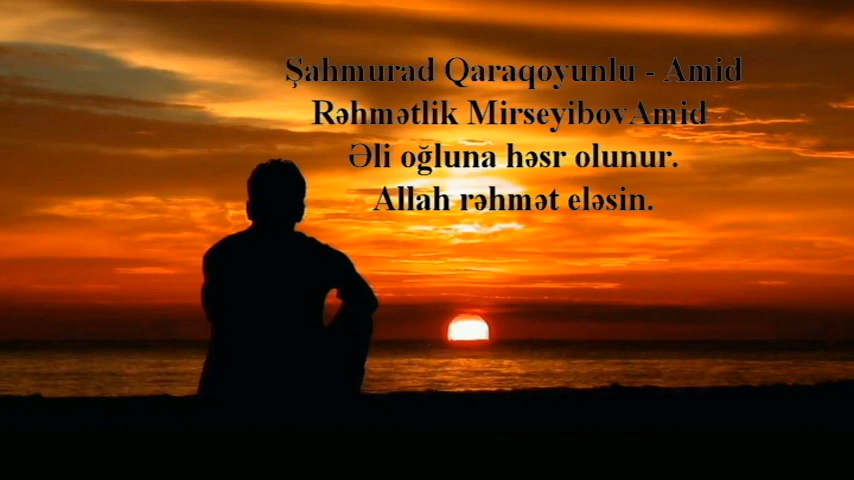 Şahmurad Qaraqoyunlu - Amid
Rəhmətlik MirseyibovAmid
Əli oğluna həsr olunur.
Allah rəhmət eləsin.